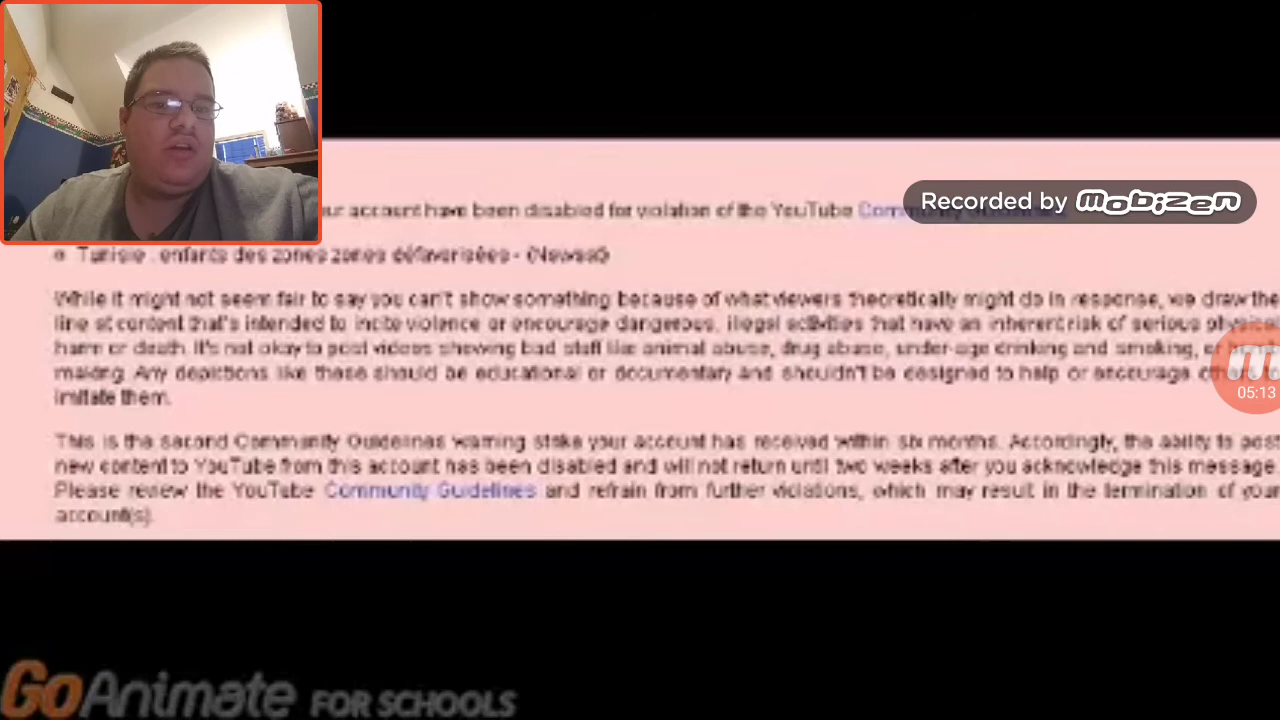 ur account have been disabled for violation of the YouTube Community
Recorded by mobizen
Tunisie : enfants des zones zones défavorisées -
While it might not seem fair to say you can't show something because of what viewers theoretically might do in response, we draw the
line at content that's intended to incite violence or encourage dangerous, illegal activities that have an inherent risk of serious physical
harm or death. It's not okay to post videos showing bad stuff like animal abuse, drug abuse, under-age drinking and smoking, or
making. Any depictions like these should be educational or documentary and shouldn't be designed to help or encourage
imitate them.
05:13
This is the second Community Guidelines warning strike your account has received within six months. Accordingly, the ability to post
new content to YouTube from this account has been disabled and will not return until two weeks after you acknowledge this message.
Please review the YouTube Community Guidelines and refrain from further violations, which may result in the termination of your
account(s).
GoAnimate FOR SCHOOLS